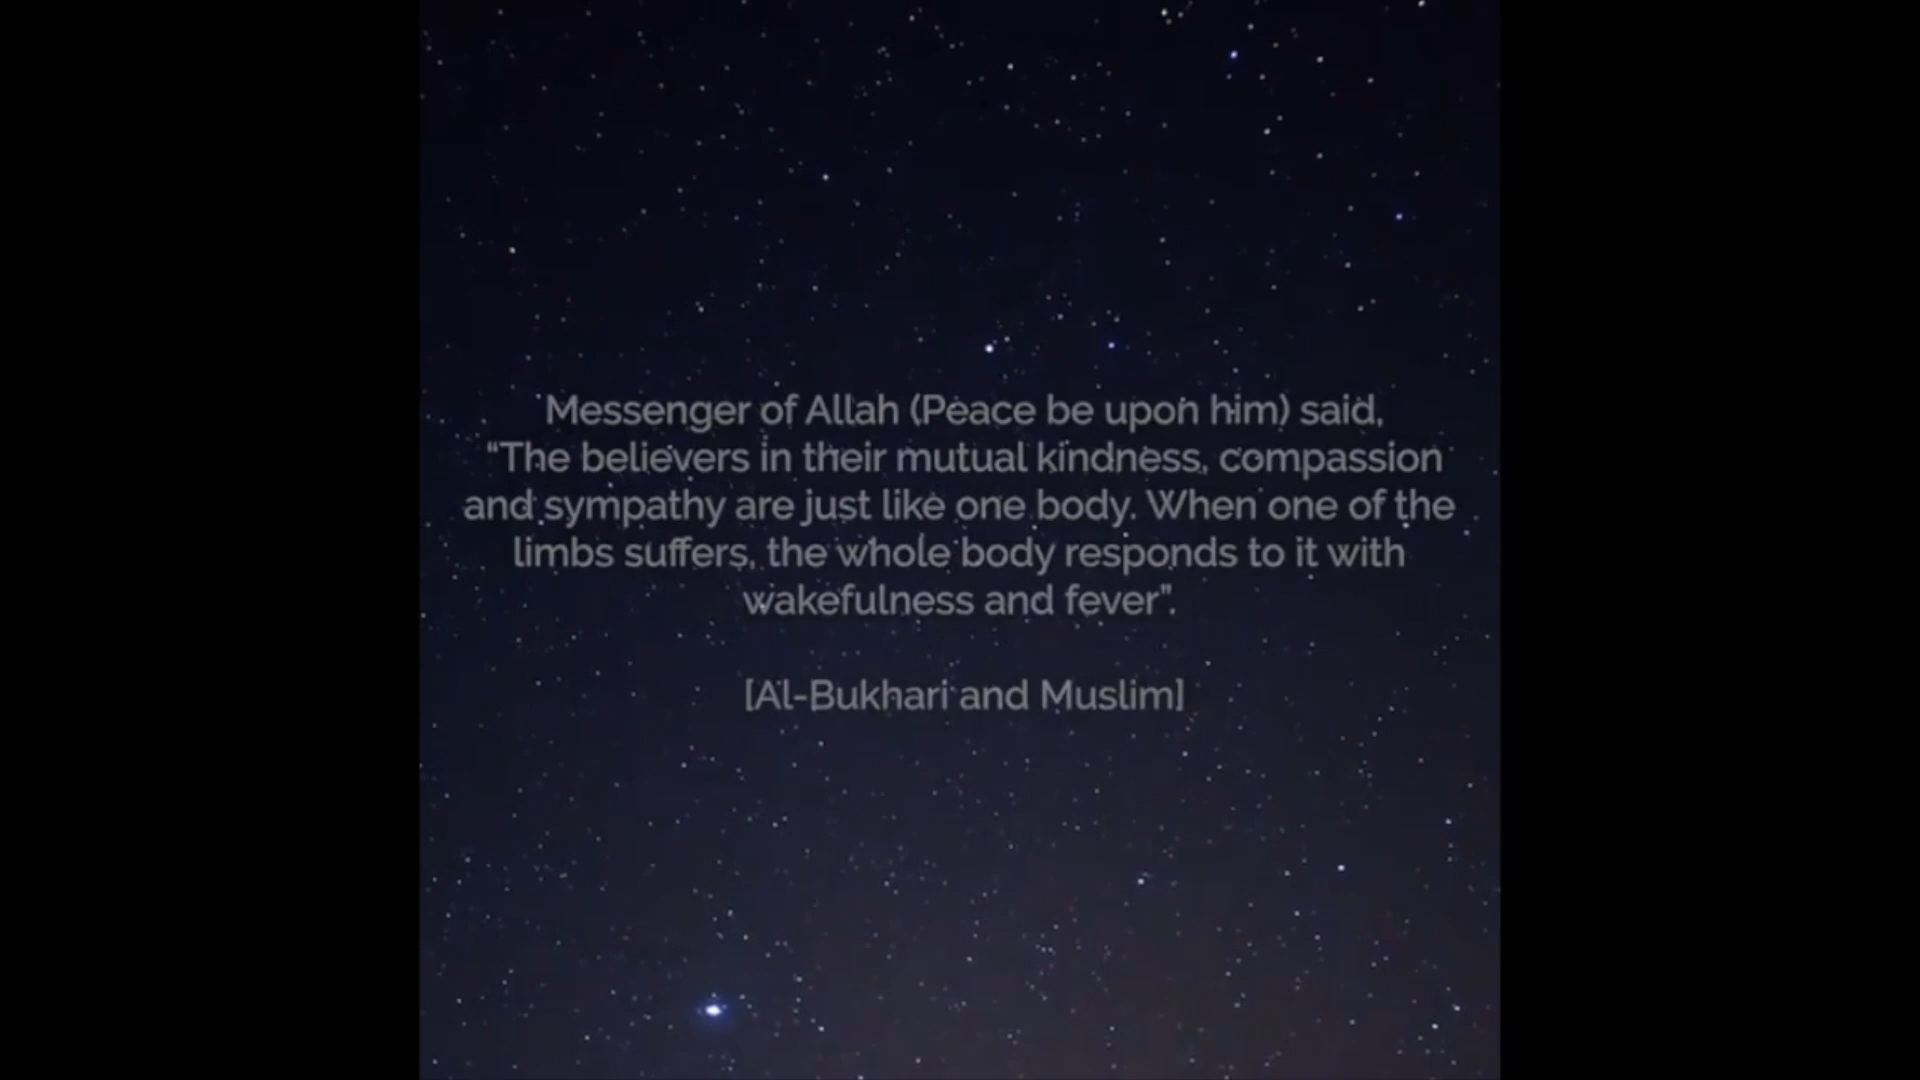 Messenger of Allah (Peace be upon him) said,
“The believers in their mutual kindness, compassion
and sympathy are just like one body. When one of the
limbs suffers, the whole body responds to it with
wakefulness and fever”.
[Al-Bukhari and Muslim]